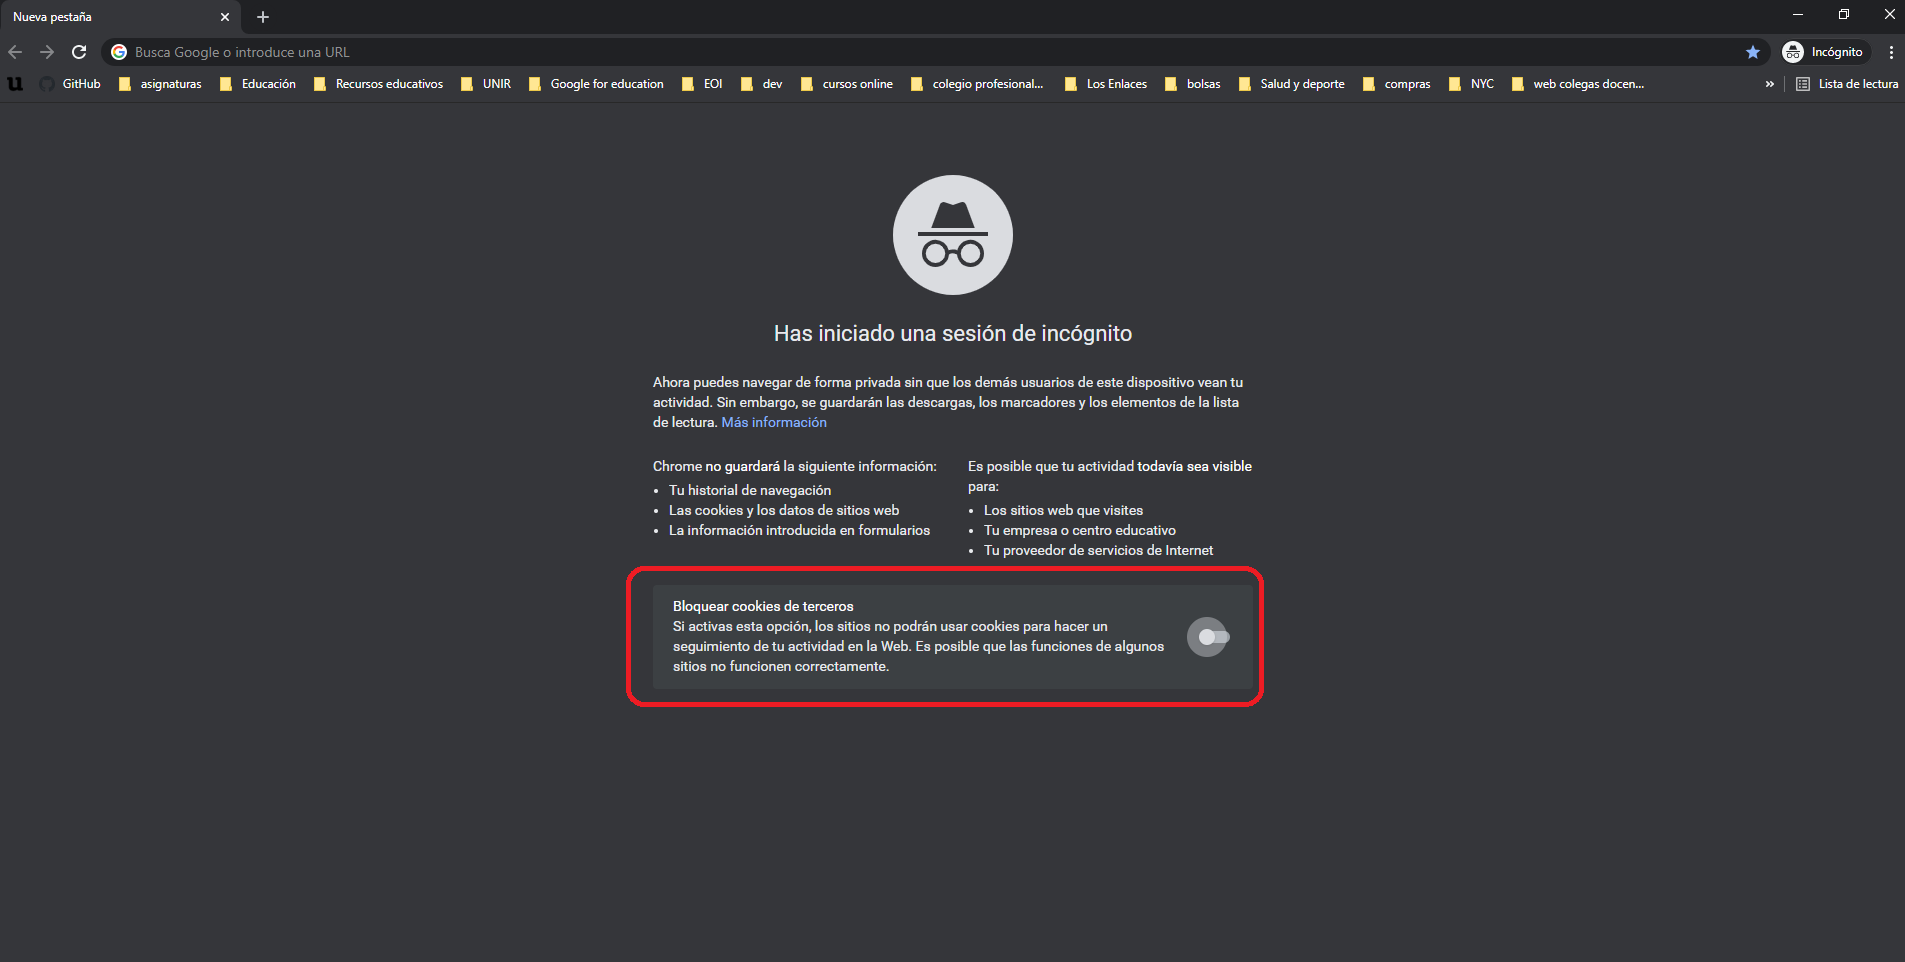 Nueva pestaña
Busca Google o introduce una URL
Incógnito
u GitHub asignaturas Educación Recursos educativos UNIR Google for education EOI dev cursos online colegio profesional... Los Enlaces bolsas Salud y deporte compras NYC web colegas docen... » Lista de lectura
Has iniciado una sesión de incógnito
Ahora puedes navegar de forma privada sin que los demás usuarios de este dispositivo vean tu
actividad. Sin embargo, se guardarán las descargas, los marcadores y los elementos de la lista
de lectura. Más información
Chrome no guardará la siguiente información:
• Tu historial de navegación
• Las cookies y los datos de sitios web
• La información introducida en formularios
Es posible que tu actividad todavía sea visible
para:
• Los sitios web que visites
• Tu empresa o centro educativo
• Tu proveedor de servicios de Internet
Bloquear cookies de terceros
Si activas esta opción, los sitios no podrán usar cookies para hacer un
seguimiento de tu actividad en la Web. Es posible que las funciones de algunos
sitios no funcionen correctamente.